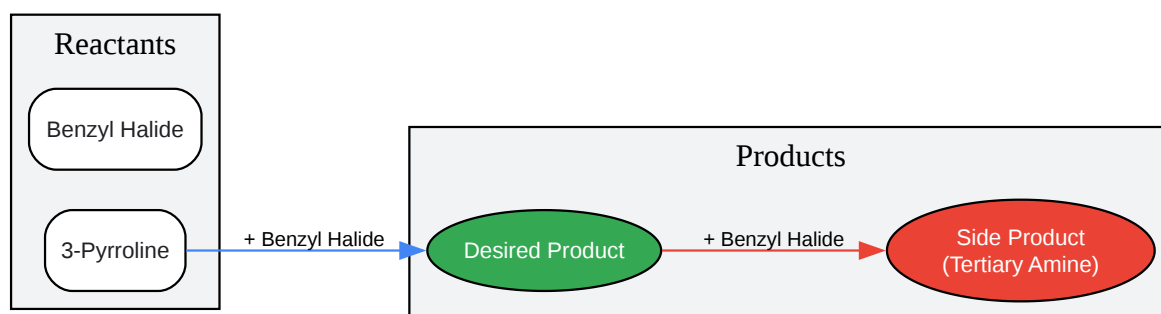 Reactants
Benzyl Halide
3-Pyrroline
+ Benzyl Halide
Products
Desired Product
+ Benzyl Halide
Side Product
(Tertiary Amine)